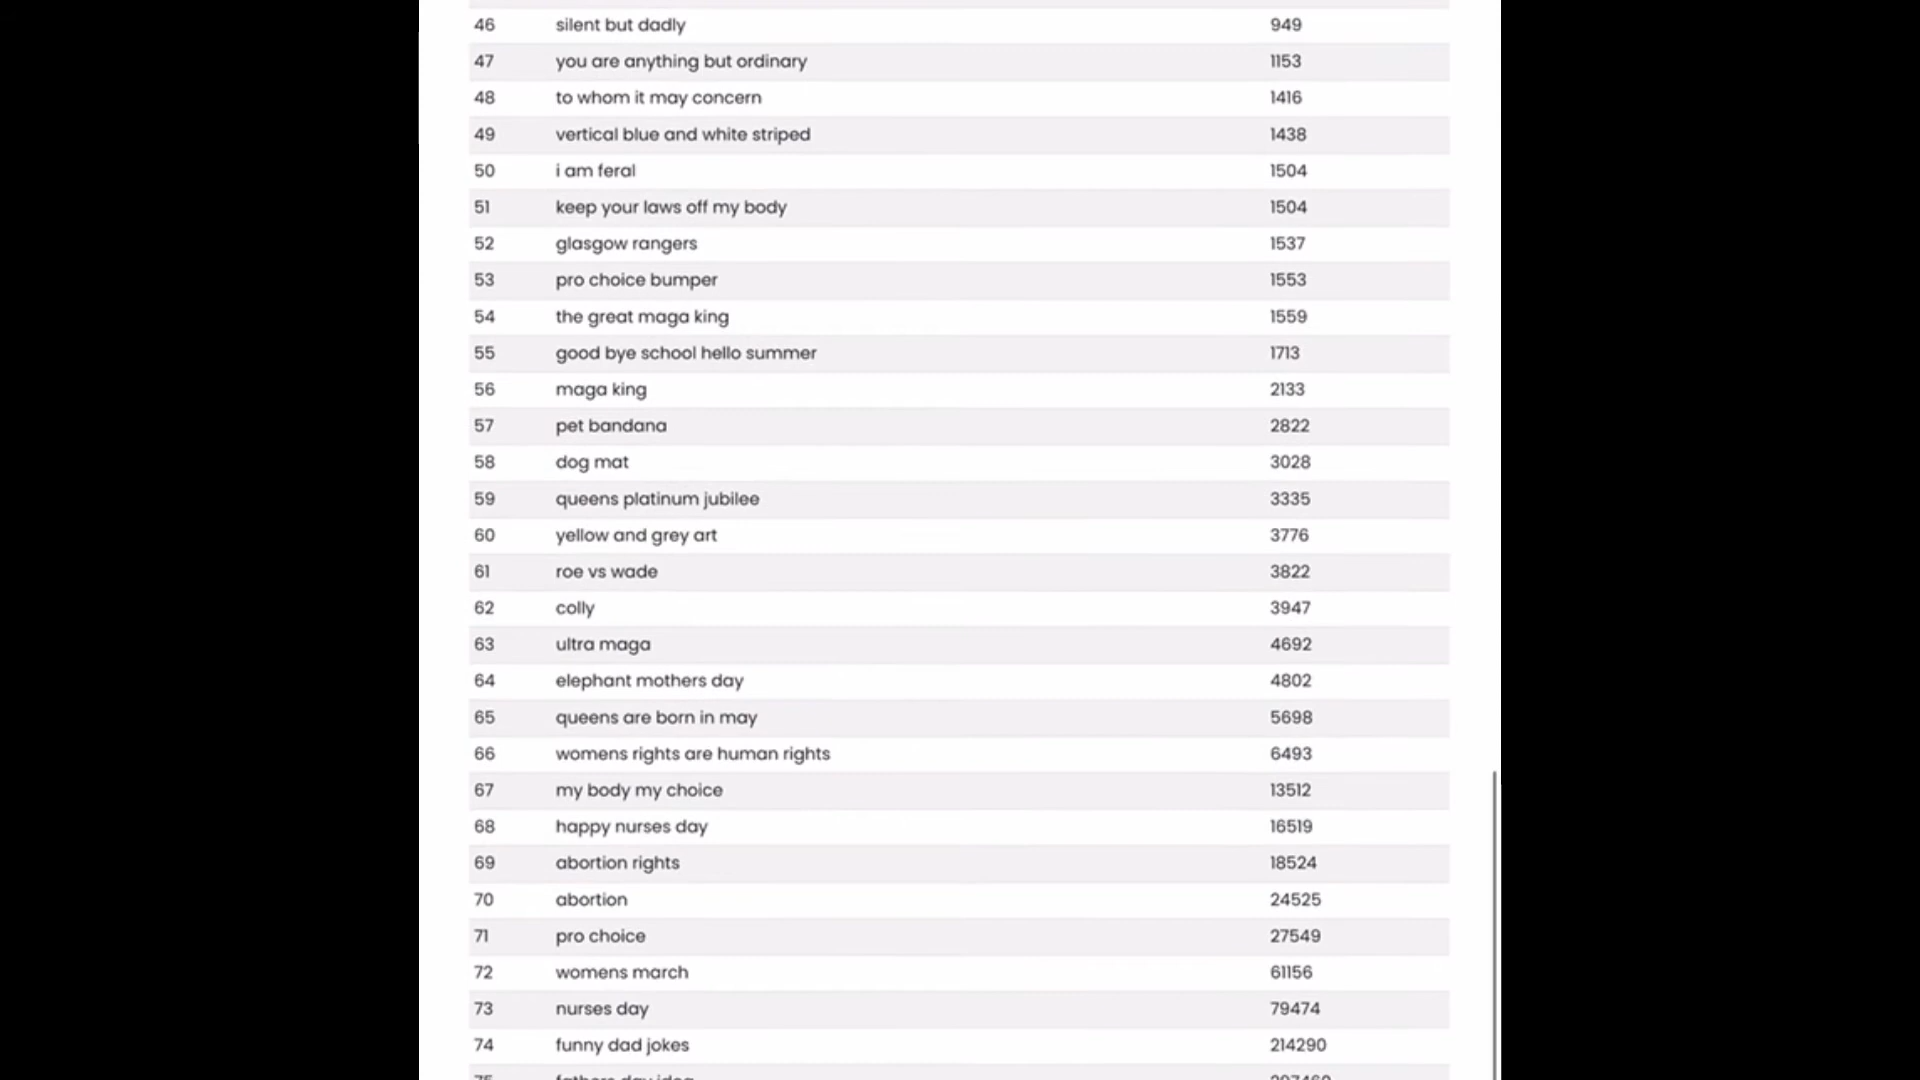 46 silent but dadly 949
47 you are anything but ordinary 1153
48 to whom it may concern 1416
49 vertical blue and white striped 1438
50 i am feral 1504
51 keep your laws off my body 1504
52 glasgow rangers 1537
53 pro choice bumper 1553
54 the great maga king 1559
55 good bye school hello summer 1713
56 maga king 2133
57 pet bandana 2822
58 dog mat 3028
59 queens platinum jubilee 3335
60 yellow and grey art 3776
61 roe vs wade 3822
62 colly 3947
63 ultra maga 4692
64 elephant mothers day 4802
65 queens are born in may 5698
66 womens rights are human rights 6493
67 my body my choice 13512
68 happy nurses day 16519
69 abortion rights 18524
70 abortion 24525
71 pro choice 27549
72 womens march 61156
73 nurses day 79474
74 funny dad jokes 214290